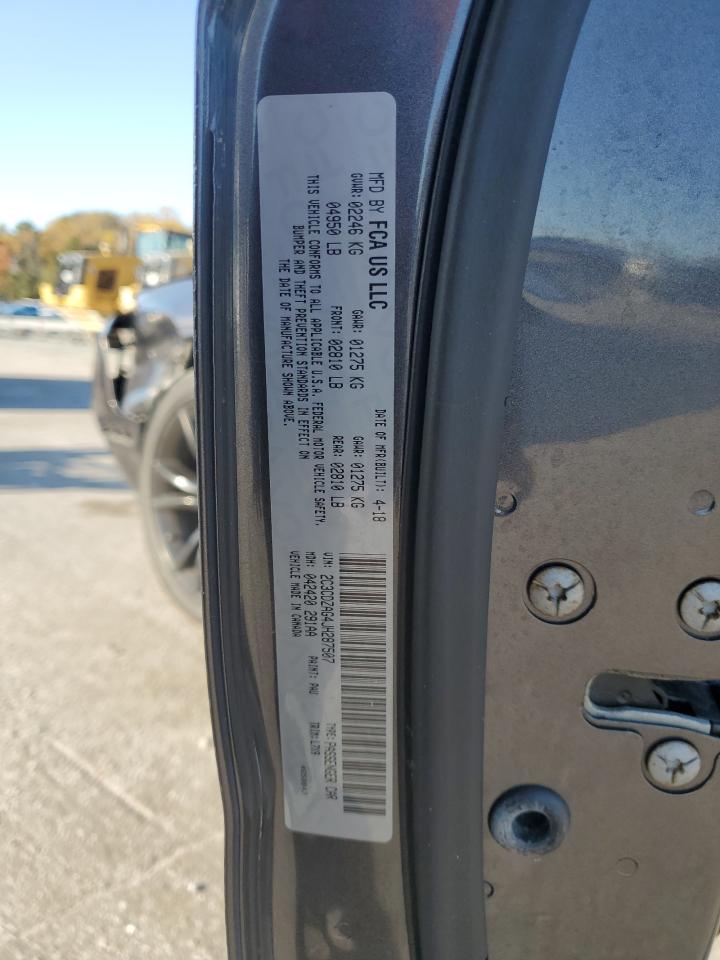 MFD BY FCA US LLC
DATE OF MFR(BUILT): 4-18
GVWR: 02246 KG
GAWR: 01275 KG
GAWR: 01275 KG
04950 LB
FRONT: 02810 LB
REAR: 02810 LB
THIS VEHICLE CONFORMS TO ALL APPLICABLE U.S.A. FEDERAL MOTOR VEHICLE SAFETY,
BUMPER AND THEFT PREVENTION STANDARDS IN EFFECT ON
THE DATE OF MANUFACTURE SHOWN ABOVE.
VIN: 2C3CDZAG4JH287507
TYPE: PASSENGER CAR
MDH: 042420 291AA
PAINT: PAU
TRIM: L7X9
VEHICLE MADE IN CANADA